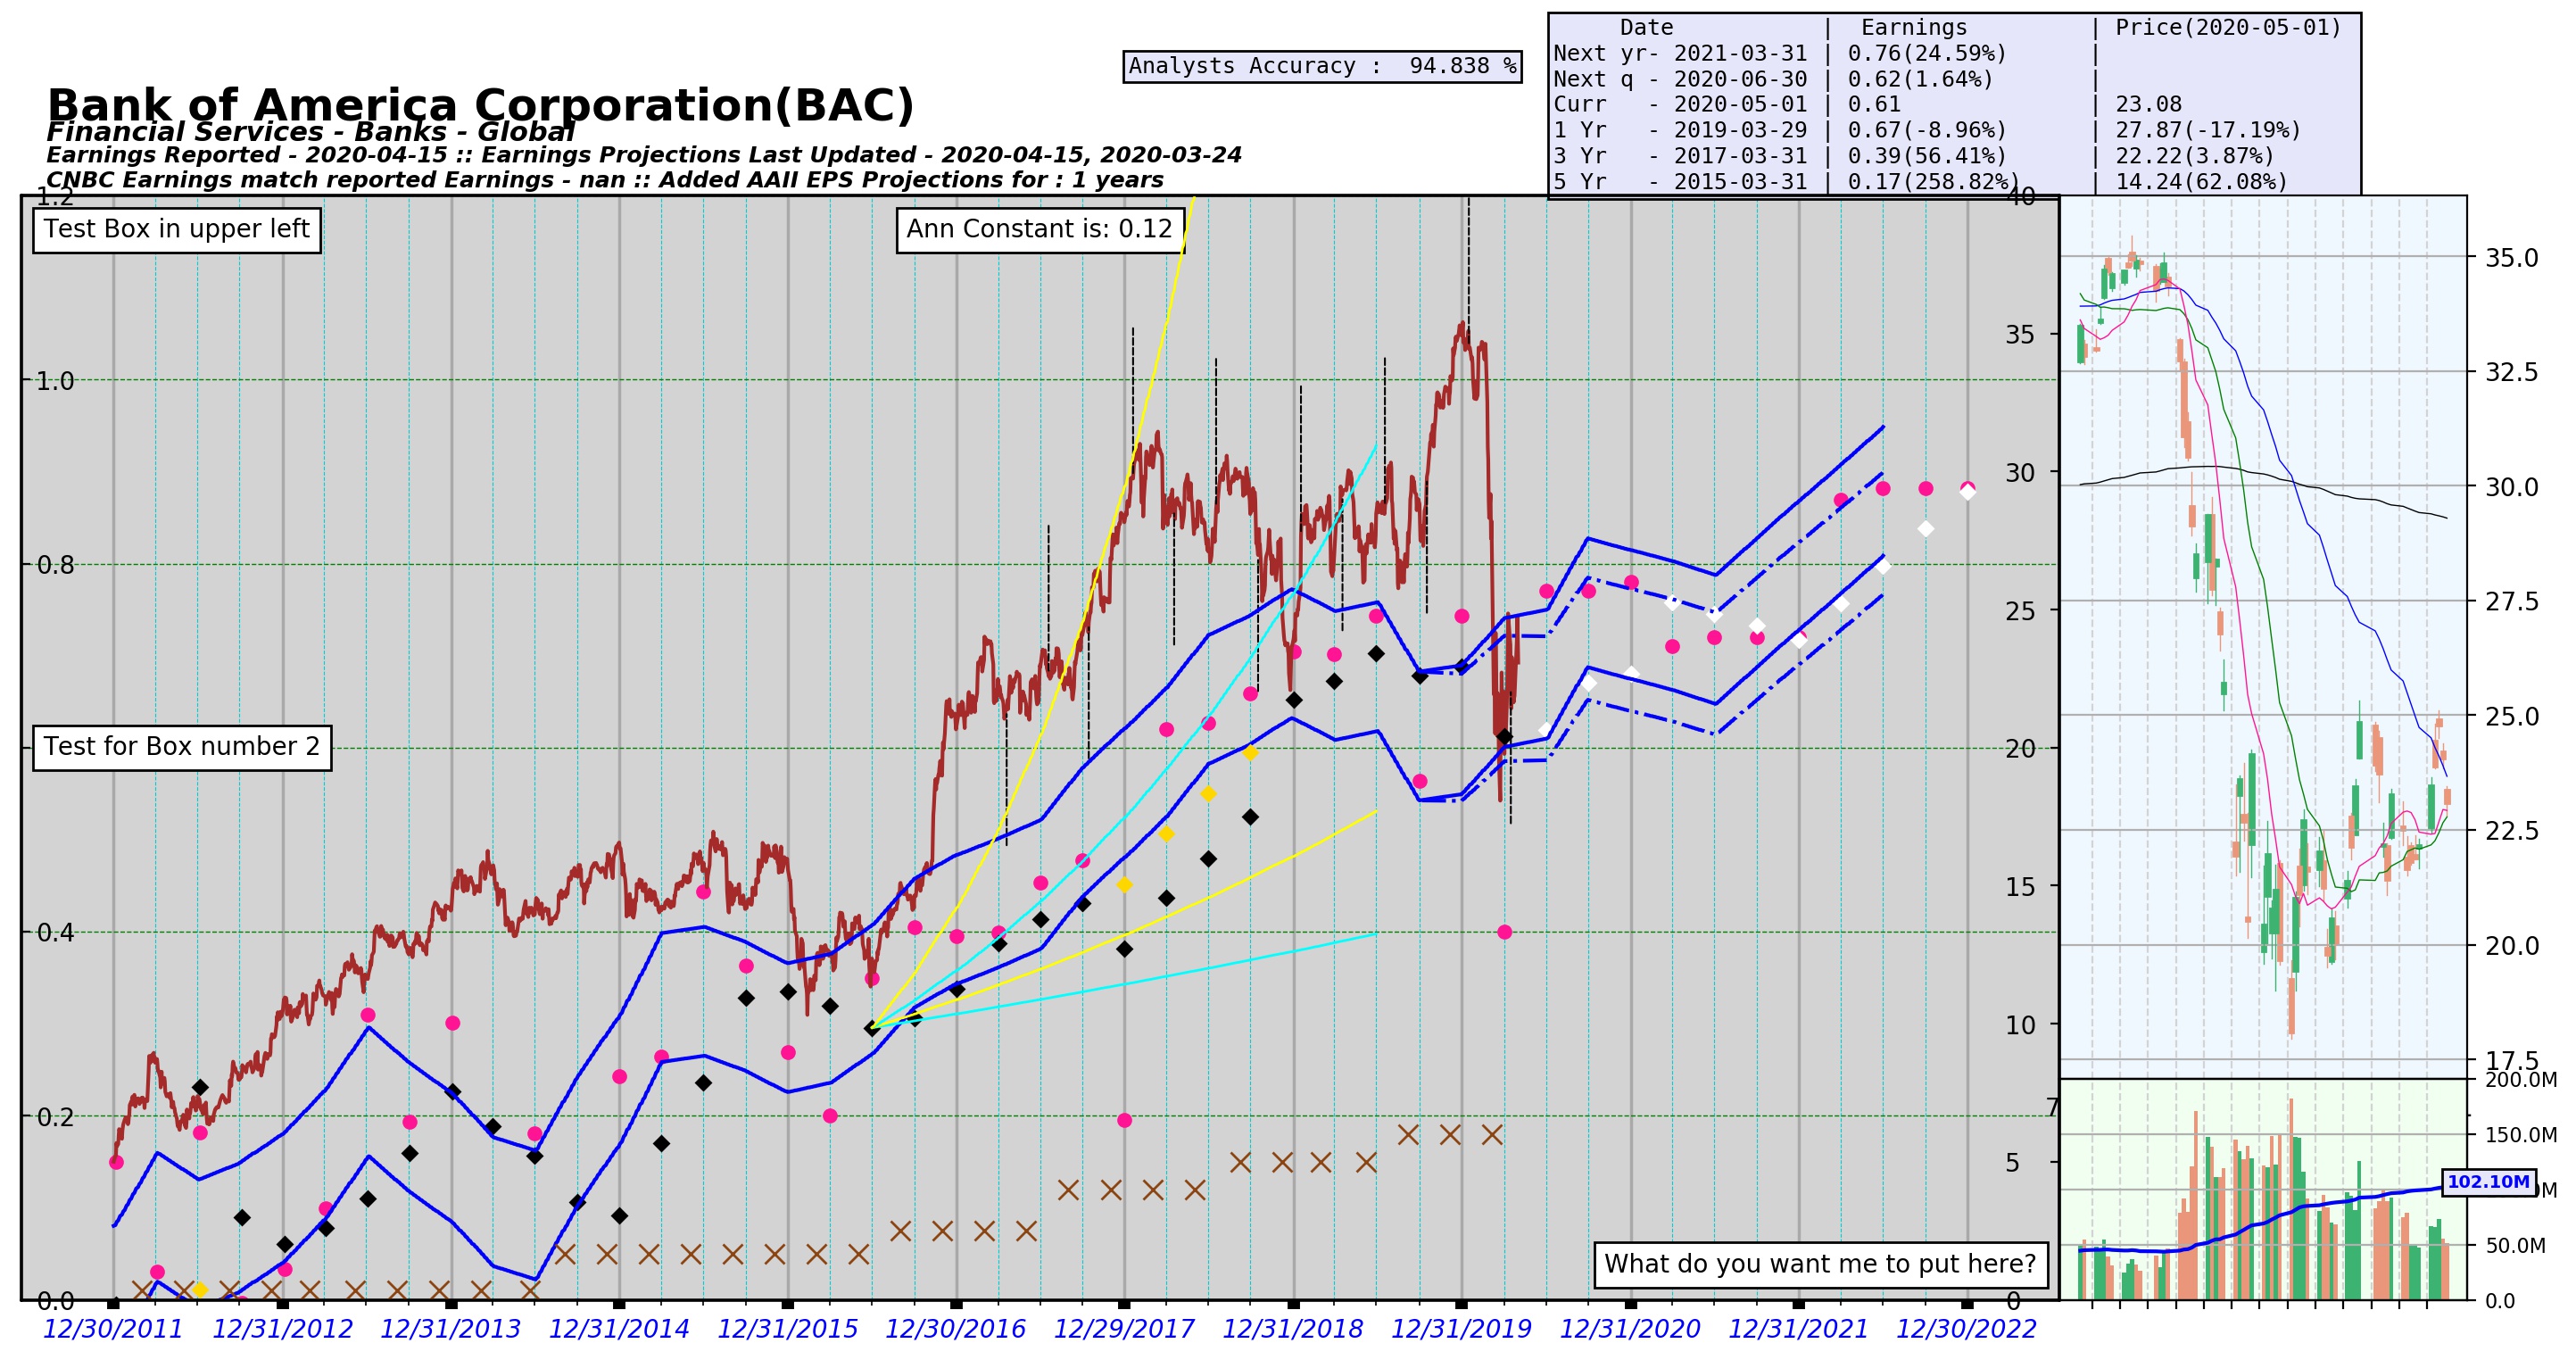 Date | Earnings | Price(2020-05-01)
Next yr- 2021-03-31 | 0.76(24.59%) |
Analysts Accuracy : 94.838 %
Next q - 2020-06-30 | 0.62(1.64%) |
Bank of America Corporation(BAC)
Curr - 2020-05-01 | 0.61 | 23.08
Financial Services - Banks - Global
1 Yr - 2019-03-29 | 0.67(-8.96%) | 27.87(-17.19%)
Earnings Reported - 2020-04-15 :: Earnings Projections Last Updated - 2020-04-15, 2020-03-24
3 Yr - 2017-03-31 | 0.39(56.41%) | 22.22(3.87%)
CNBC Earnings match reported Earnings - nan :: Added AAII EPS Projections for : 1 years
5 Yr - 2015-03-31 | 0.17(258.82%) | 14.24(62.08%)
1.2
40
Test Box in upper left
Ann Constant is: 0.12
35.0
35
1.0
32.5
30
30.0
0.8
27.5
25
25.0
Test for Box number 2
20
22.5
15
0.4
20.0
10
17.5
200.0M
0.2
7
150.0M
5
102.10M
What do you want me to put here?
50.0M
0.0
0
0.0
12/30/2011 12/31/2012 12/31/2013 12/31/2014 12/31/2015 12/30/2016 12/29/2017 12/31/2018 12/31/2019 12/31/2020 12/31/2021 12/30/2022